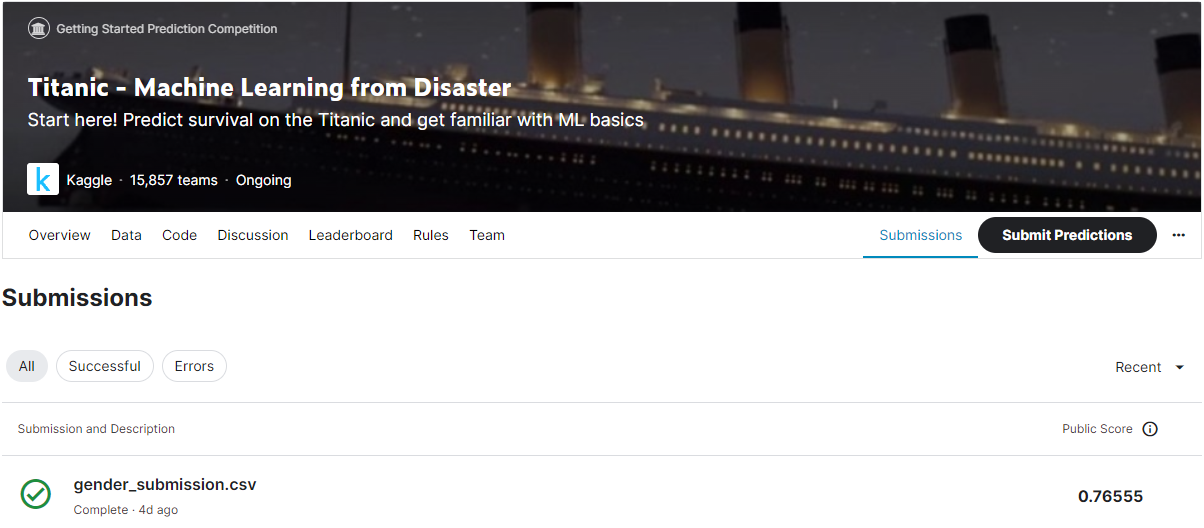 Getting Started Prediction Competition
Titanic - Machine Learning from Disaster
Start here! Predict survival on the Titanic and get familiar with ML basics
k Kaggle · 15,857 teams · Ongoing
Overview Data Code Discussion Leaderboard Rules Team Submissions Submit Predictions ...
Submissions
All Successful Errors Recent
Submission and Description Public Score
gender_submission.csv 0.76555
Complete · 4d ago